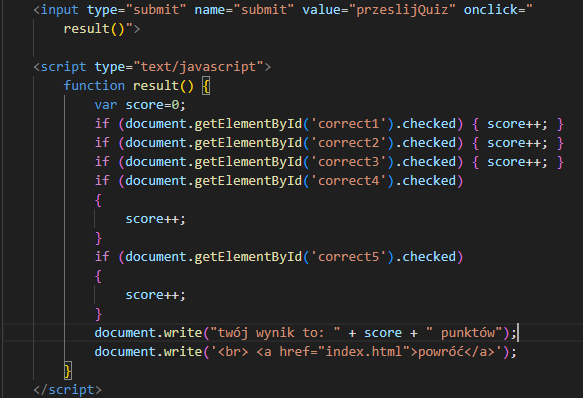 <input type="submit" name="submit" value="przeslijQuiz" onclick="
result()">
<script type="text/javascript">
function result() {
var score=0;
if (document.getElementById('correct1').checked) { score++; }
if (document.getElementById('correct2').checked) { score++; }
if (document.getElementById('correct3').checked) { score++; }
if (document.getElementById('correct4').checked)
{
score++;
}
if (document.getElementById('correct5').checked)
{
score++;
}
document.write("twój wynik to: " + score + " punktów");
document.write('<br> <a href="index.html">powróć</a>');
}
</script>